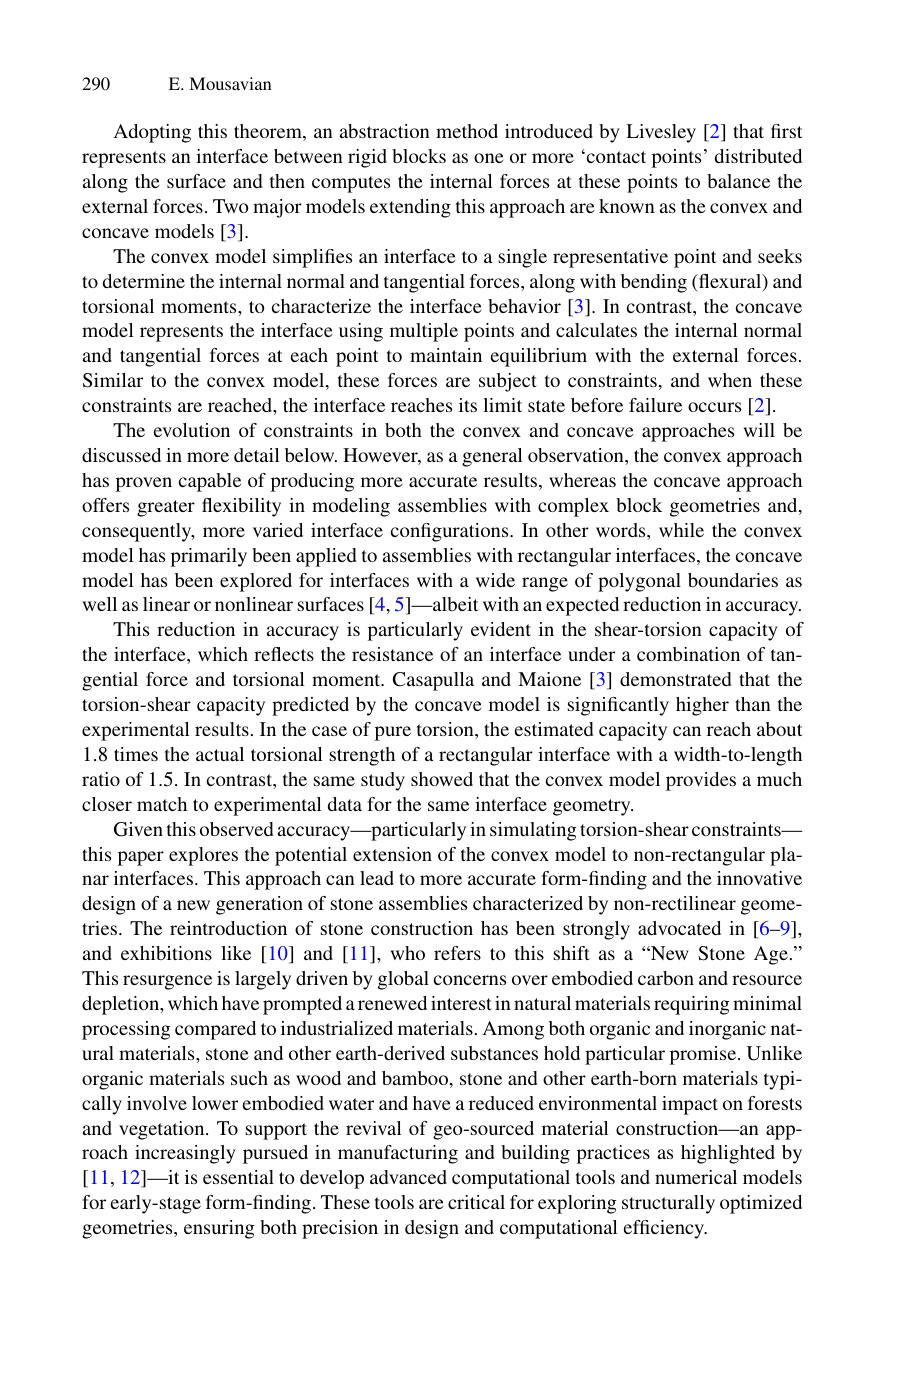 290 E. Mousavian
Adopting this theorem, an abstraction method introduced by Livesley [2] that first
represents an interface between rigid blocks as one or more ‘contact points’ distributed
along the surface and then computes the internal forces at these points to balance the
external forces. Two major models extending this approach are known as the convex and
concave models [3].
The convex model simplifies an interface to a single representative point and seeks
to determine the internal normal and tangential forces, along with bending (flexural) and
torsional moments, to characterize the interface behavior [3]. In contrast, the concave
model represents the interface using multiple points and calculates the internal normal
and tangential forces at each point to maintain equilibrium with the external forces.
Similar to the convex model, these forces are subject to constraints, and when these
constraints are reached, the interface reaches its limit state before failure occurs [2].
The evolution of constraints in both the convex and concave approaches will be
discussed in more detail below. However, as a general observation, the convex approach
has proven capable of producing more accurate results, whereas the concave approach
offers greater flexibility in modeling assemblies with complex block geometries and,
consequently, more varied interface configurations. In other words, while the convex
model has primarily been applied to assemblies with rectangular interfaces, the concave
model has been explored for interfaces with a wide range of polygonal boundaries as
well as linear or nonlinear surfaces [4, 5]—albeit with an expected reduction in accuracy.
This reduction in accuracy is particularly evident in the shear-torsion capacity of
the interface, which reflects the resistance of an interface under a combination of tan-
gential force and torsional moment. Casapulla and Maione [3] demonstrated that the
torsion-shear capacity predicted by the concave model is significantly higher than the
experimental results. In the case of pure torsion, the estimated capacity can reach about
1.8 times the actual torsional strength of a rectangular interface with a width-to-length
ratio of 1.5. In contrast, the same study showed that the convex model provides a much
closer match to experimental data for the same interface geometry.
Given this observed accuracy—particularly in simulating torsion-shear constraints—
this paper explores the potential extension of the convex model to non-rectangular pla-
nar interfaces. This approach can lead to more accurate form-finding and the innovative
design of a new generation of stone assemblies characterized by non-rectilinear geome-
tries. The reintroduction of stone construction has been strongly advocated in [6–9],
and exhibitions like [10] and [11], who refers to this shift as a “New Stone Age.”
This resurgence is largely driven by global concerns over embodied carbon and resource
depletion, which have prompted a renewed interest in natural materials requiring minimal
processing compared to industrialized materials. Among both organic and inorganic nat-
ural materials, stone and other earth-derived substances hold particular promise. Unlike
organic materials such as wood and bamboo, stone and other earth-born materials typi-
cally involve lower embodied water and have a reduced environmental impact on forests
and vegetation. To support the revival of geo-sourced material construction—an app-
roach increasingly pursued in manufacturing and building practices as highlighted by
[11, 12]—it is essential to develop advanced computational tools and numerical models
for early-stage form-finding. These tools are critical for exploring structurally optimized
geometries, ensuring both precision in design and computational efficiency.